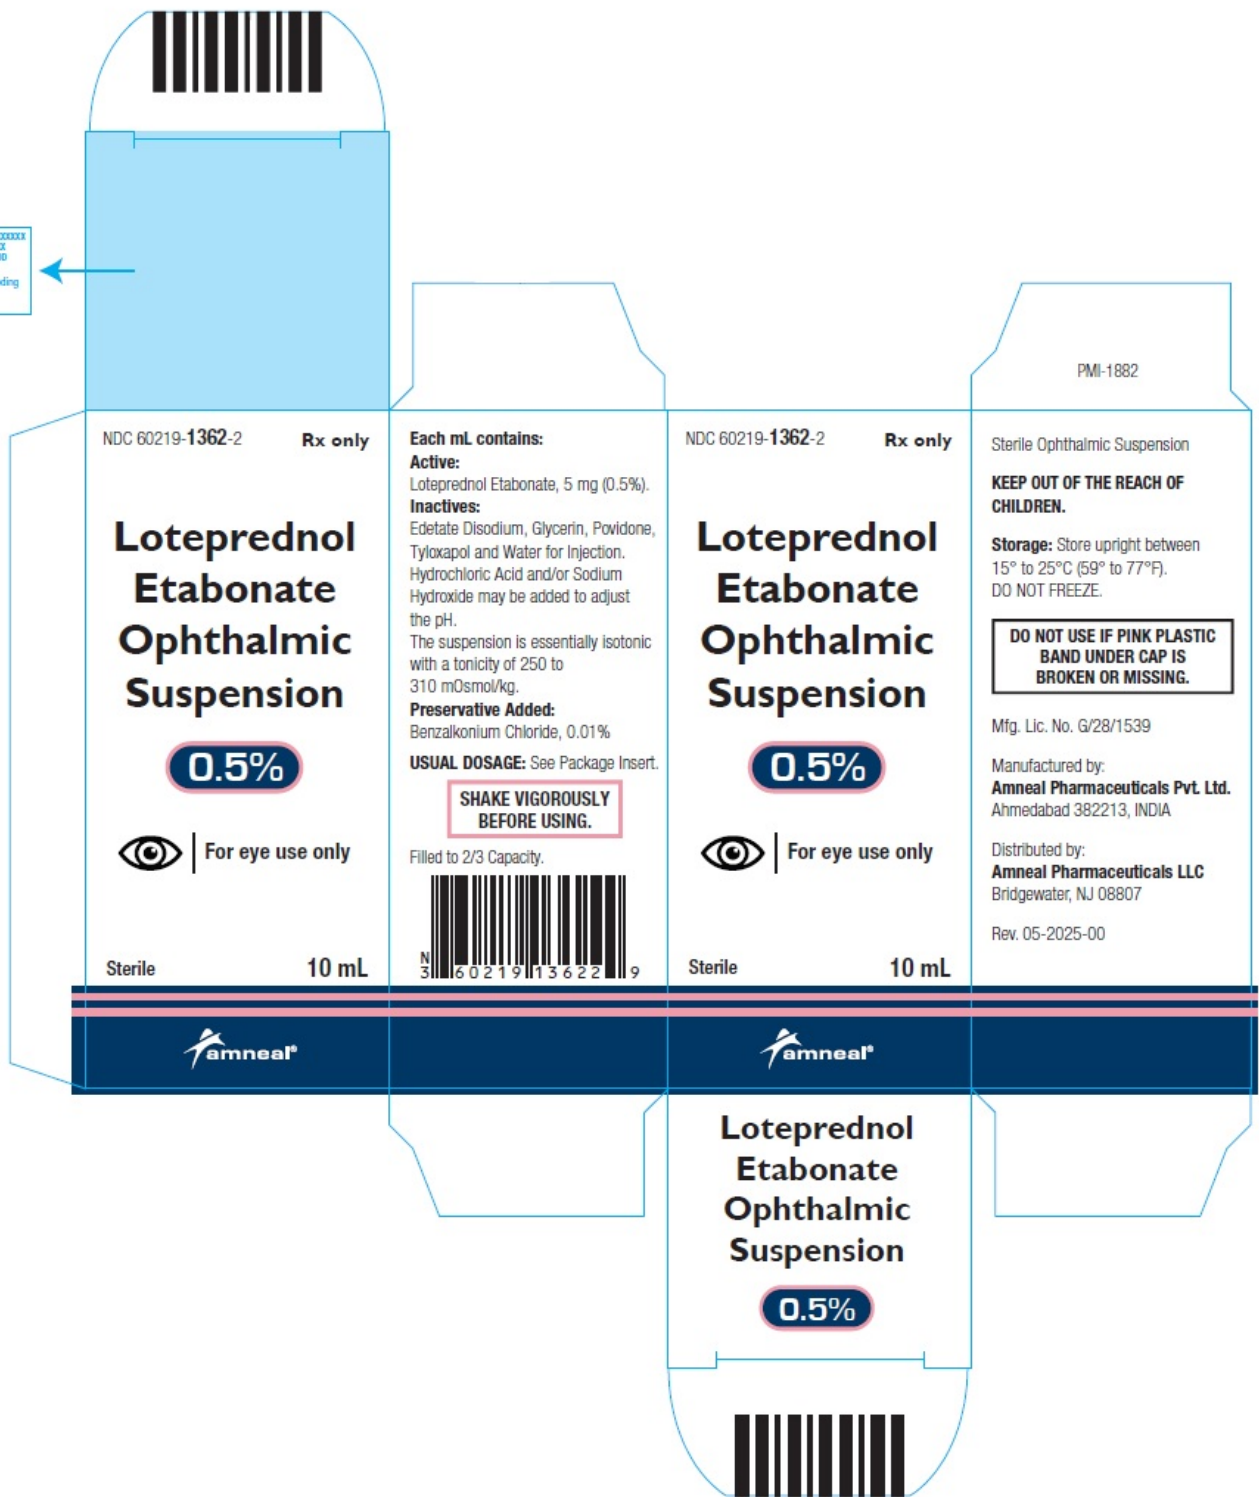 XXXXXX
X
ding
NDC 60219-1362-2 Rx only
Loteprednol
Etabonate
Ophthalmic
Suspension
0.5%
For eye use only
Sterile 10 mL
amneal®
Each mL contains:
Active:
Loteprednol Etabonate, 5 mg (0.5%).
Inactives:
Edetate Disodium, Glycerin, Povidone,
Tyloxapol and Water for Injection.
Hydrochloric Acid and/or Sodium
Hydroxide may be added to adjust
the pH.
The suspension is essentially isotonic
with a tonicity of 250 to
310 mOsmol/kg.
Preservative Added:
Benzalkonium Chloride, 0.01%
USUAL DOSAGE: See Package Insert.
SHAKE VIGOROUSLY
BEFORE USING.
Filled to 2/3 Capacity.
N
3 60219 13622 9
NDC 60219-1362-2 Rx only
Loteprednol
Etabonate
Ophthalmic
Suspension
0.5%
For eye use only
Sterile 10 mL
amneal®
Loteprednol
Etabonate
Ophthalmic
Suspension
0.5%
PMI-1882
Sterile Ophthalmic Suspension
KEEP OUT OF THE REACH OF
CHILDREN.
Storage: Store upright between
15° to 25°C (59° to 77°F).
DO NOT FREEZE.
DO NOT USE IF PINK PLASTIC
BAND UNDER CAP IS
BROKEN OR MISSING.
Mfg. Lic. No. G/28/1539
Manufactured by:
Amneal Pharmaceuticals Pvt. Ltd.
Ahmedabad 382213, INDIA
Distributed by:
Amneal Pharmaceuticals LLC
Bridgewater, NJ 08807
Rev. 05-2025-00